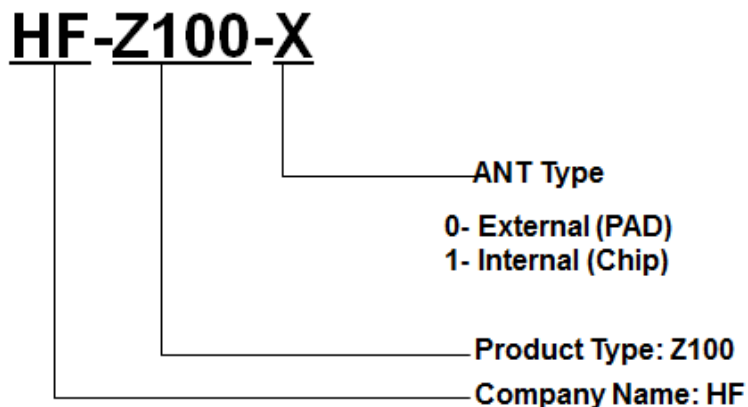 HF-Z100-X
ANT Type
0- External (PAD)
1- Internal (Chip)
Product Type: Z100
Company Name: HF